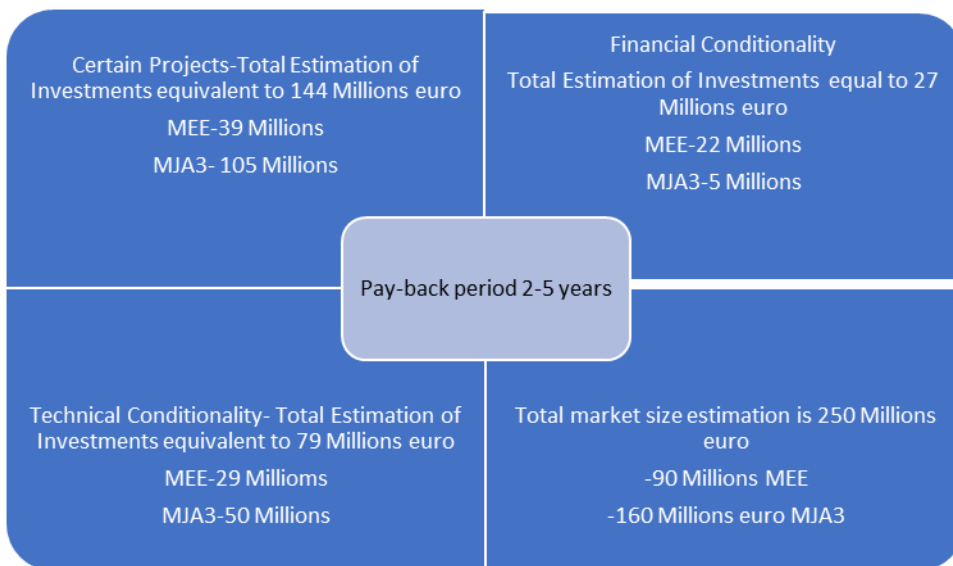 Certain Projects-Total Estimation of
Investments equivalent to 144 Millions euro
MEE-39 Millions
MJA3- 105 Millions
Financial Conditionality
Total Estimation of Investments equal to 27
Millions euro
MEE-22 Millions
MJA3-5 Millions
Pay-back period 2-5 years
Technical Conditionality- Total Estimation of
Investments equivalent to 79 Millions euro
MEE-29 Millioms
MJA3-50 Millions
Total market size estimation is 250 Millions
euro
-90 Millions MEE
-160 Millions euro MJA3